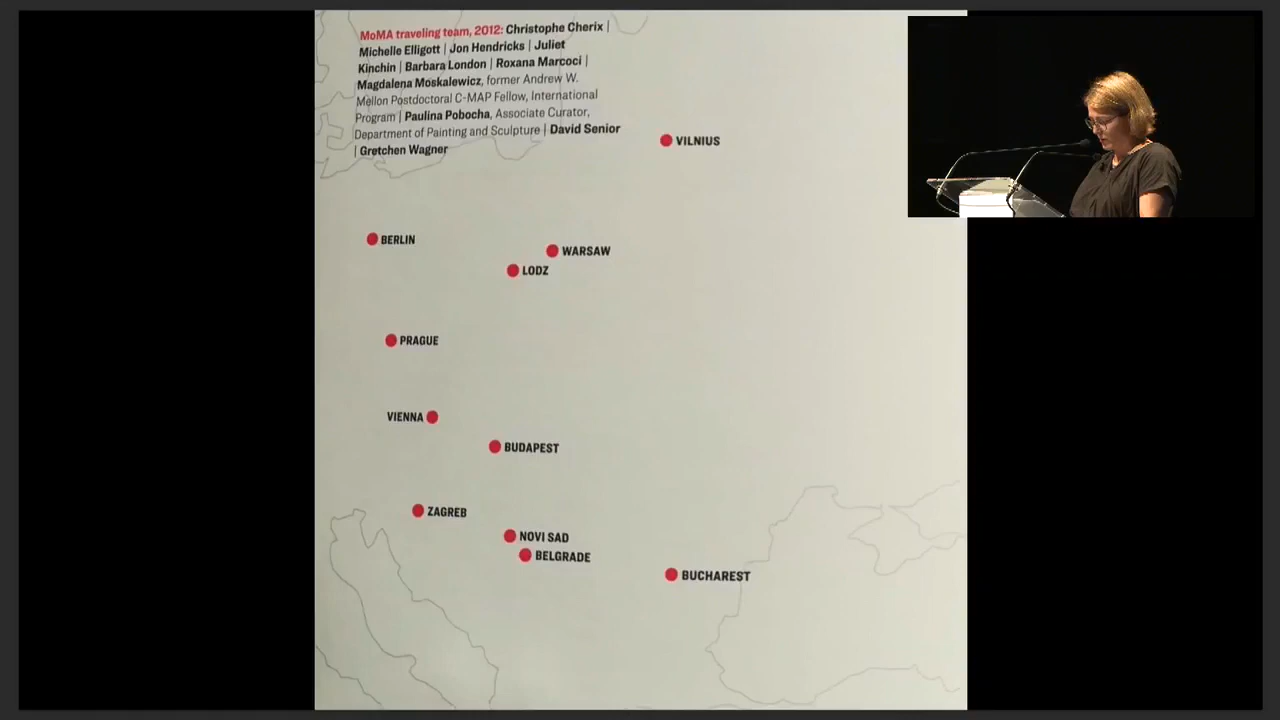 MoMA traveling team, 2012: Christophe Cherix |
Michelle Elligott | Jon Hendricks | Juliet
Kinchin | Barbara London | Roxana Marcoci |
Magdalena Moskalewicz, former Andrew W.
Mellon Postdoctoral C-MAP Fellow, International
Program | Paulina Pobocha, Associate Curator,
Department of Painting and Sculpture | David Senior
| Gretchen Wagner
VILNIUS
BERLIN
WARSAW
LODZ
PRAGUE
VIENNA
BUDAPEST
ZAGREB
NOVI SAD
BELGRADE
BUCHAREST